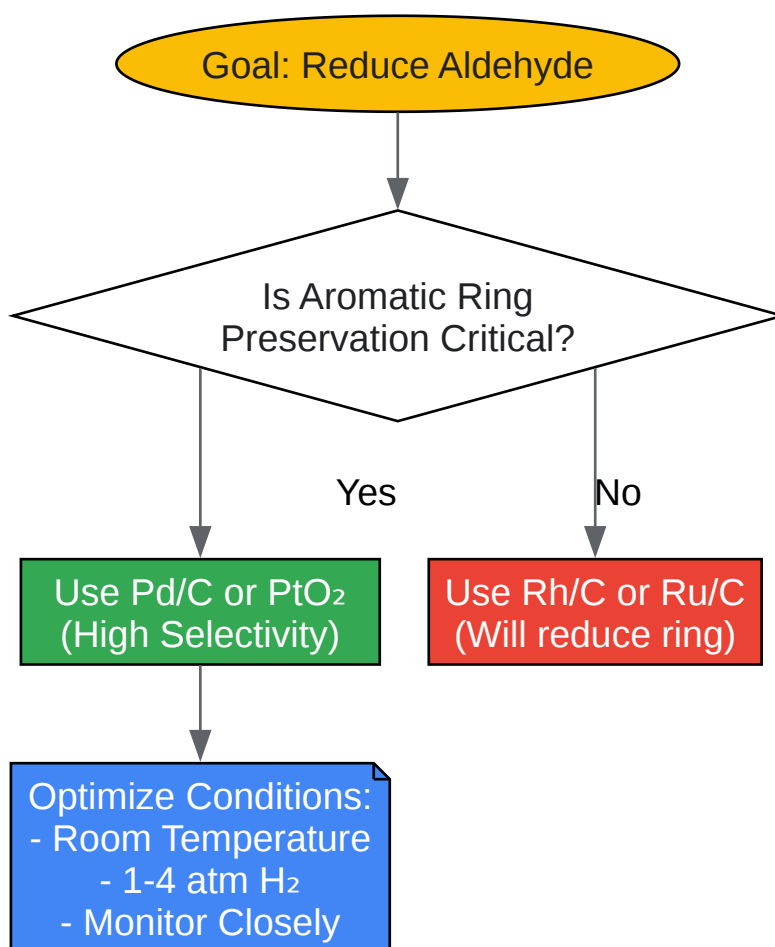 Goal: Reduce Aldehyde
Is Aromatic Ring
Preservation Critical?
Yes
No
Use Pd/C or PtO₂
(High Selectivity)
Use Rh/C or Ru/C
(Will reduce ring)
Optimize Conditions:
- Room Temperature
- 1-4 atm H₂
- Monitor Closely